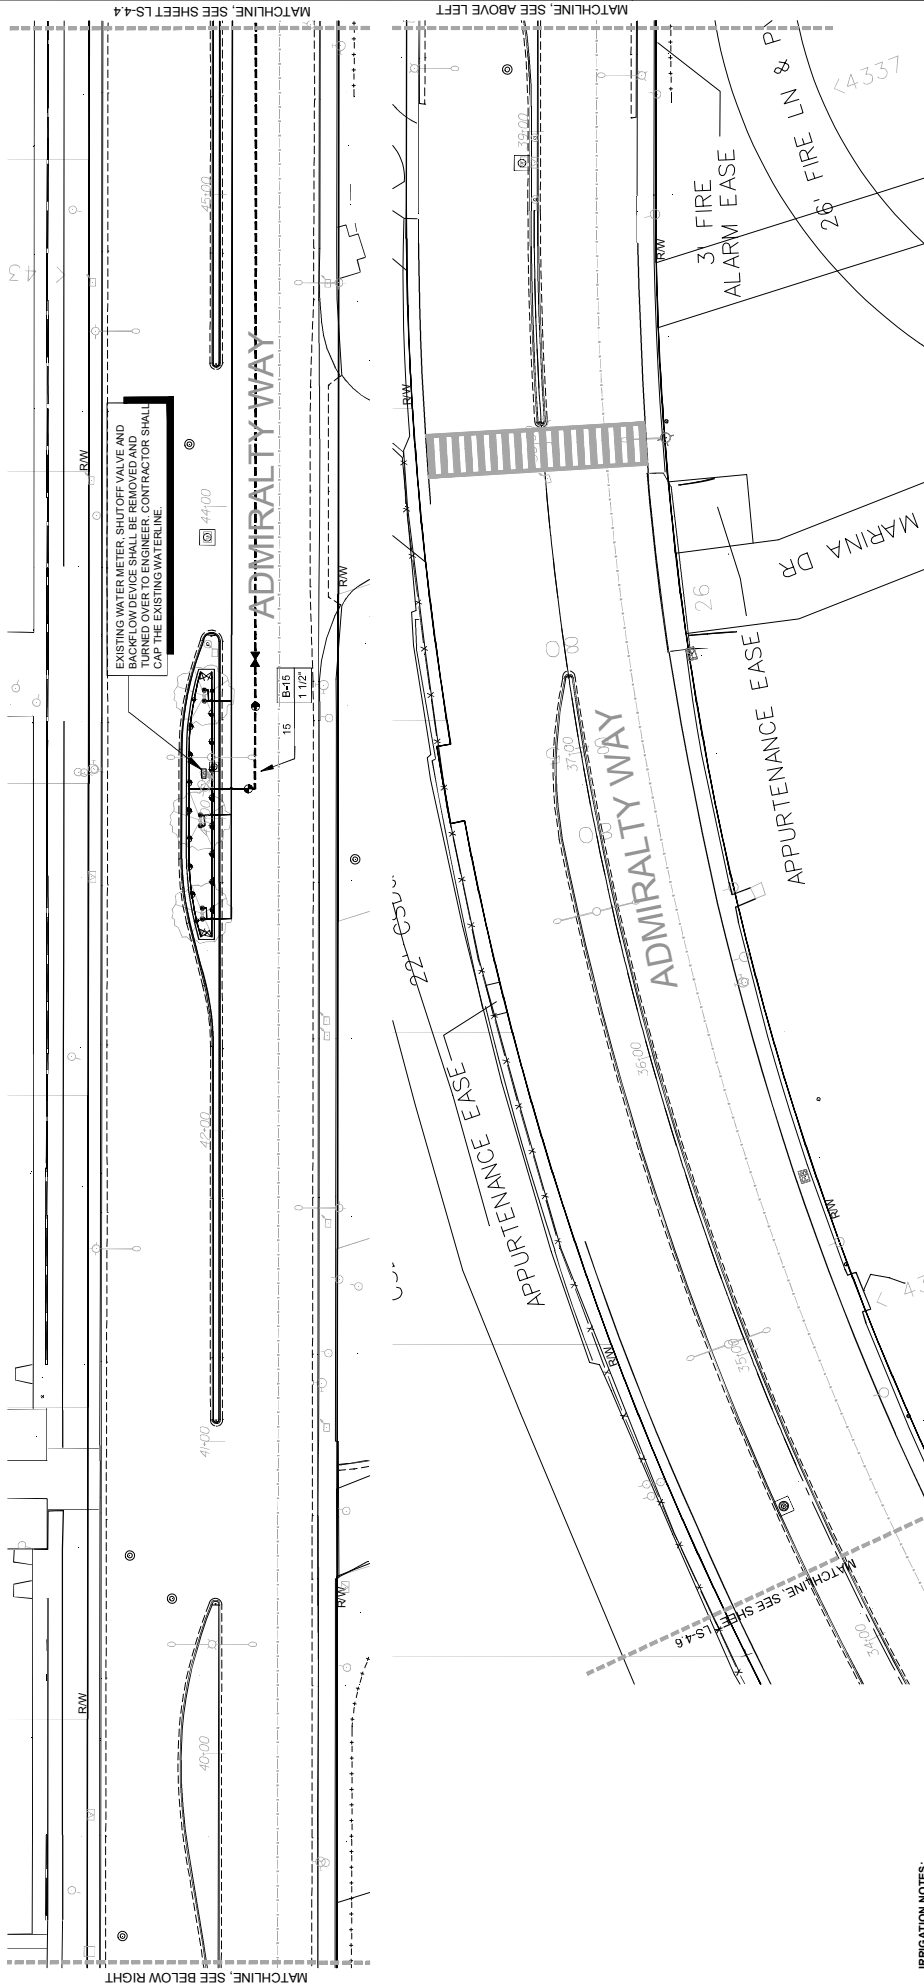 MATCHLINE, SEE SHEET LS-4.4
MATCHLINE, SEE ABOVE LEFT
EXISTING WATER METER, SHUTOFF VALVE AND
BACKFLOW DEVICE SHALL BE REMOVED AND
TURNED OVER TO ENGINEER. CONTRACTOR SHALL
CAP THE EXISTING WATERLINE.
R/W
R/W
R/W
R/W
45+00
44+00
42+00
41+00
40+00
ADMIRALTY WAY
15
B-15
1 1/2"
MATCHLINE, SEE BELOW RIGHT
39+00
37+00
36+00
35+00
34+00
R/W
R/W
R/W
R/W
3' FIRE
ALARM EASE
26' FIRE LN &
<4337
MARINA DR
26
APPURTENANCE EASE
ADMIRALTY WAY
APPURTENANCE EASE
22'
MATCHLINE, SEE SHEET LS-4.6
IRRIGATION NOTES: